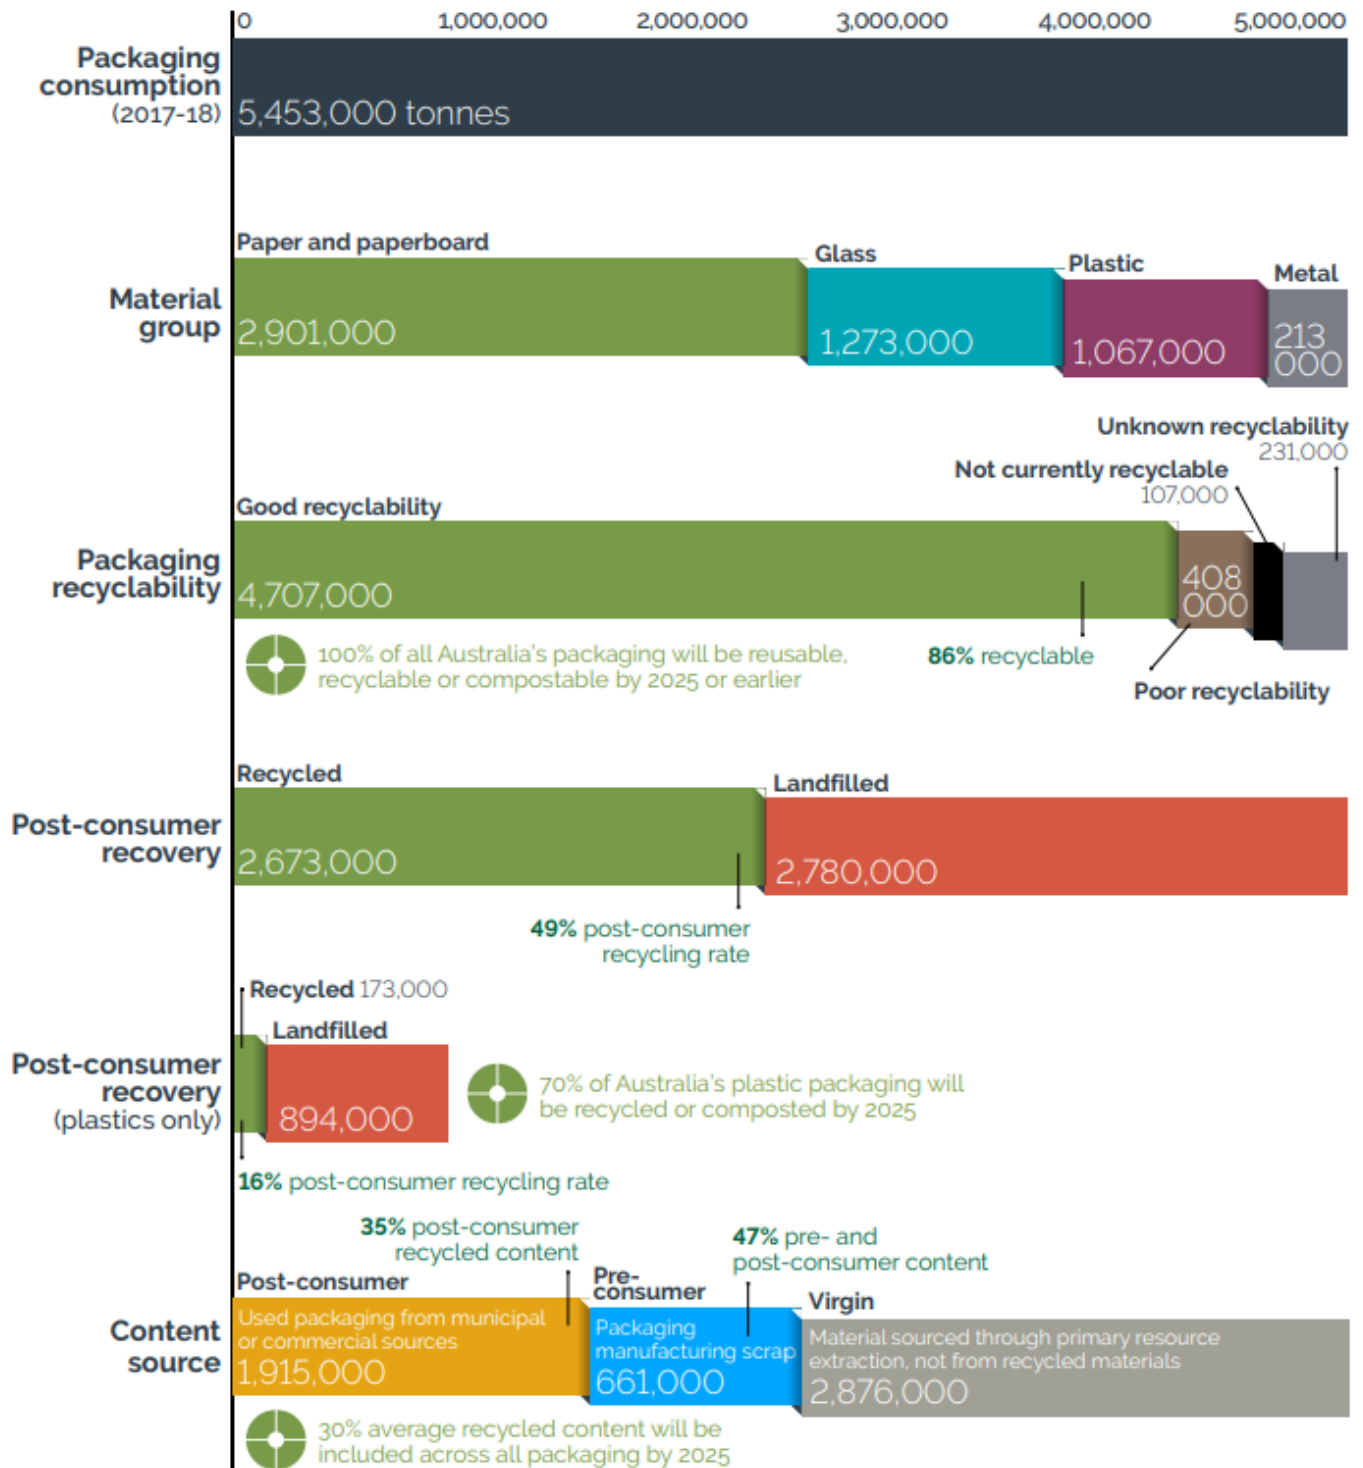 0 1,000,000 2,000,000 3,000,000 4,000,000 5,000,000
Packaging
consumption
(2017-18)
5,453,000 tonnes
Material
group
Paper and paperboard
2,901,000
Glass
1,273,000
Plastic
1,067,000
Metal
213
000
Packaging
recyclability
Good recyclability
4,707,000
Unknown recyclability
231,000
Not currently recyclable
107,000
408
000
Poor recyclability
86% recyclable
100% of all Australia's packaging will be reusable,
recyclable or compostable by 2025 or earlier
Post-consumer
recovery
Recycled
2,673,000
Landfilled
2,780,000
49% post-consumer
recycling rate
Post-consumer
recovery
(plastics only)
Recycled 173,000
Landfilled
894,000
70% of Australia's plastic packaging will
be recycled or composted by 2025
16% post-consumer recycling rate
Content
source
35% post-consumer
recycled content
47% pre- and
post-consumer content
Post-consumer
Used packaging from municipal
or commercial sources
1,915,000
Pre-
consumer
Packaging
manufacturing scrap
661,000
Virgin
Material sourced through primary resource
extraction, not from recycled materials
2,876,000
30% average recycled content will be
included across all packaging by 2025